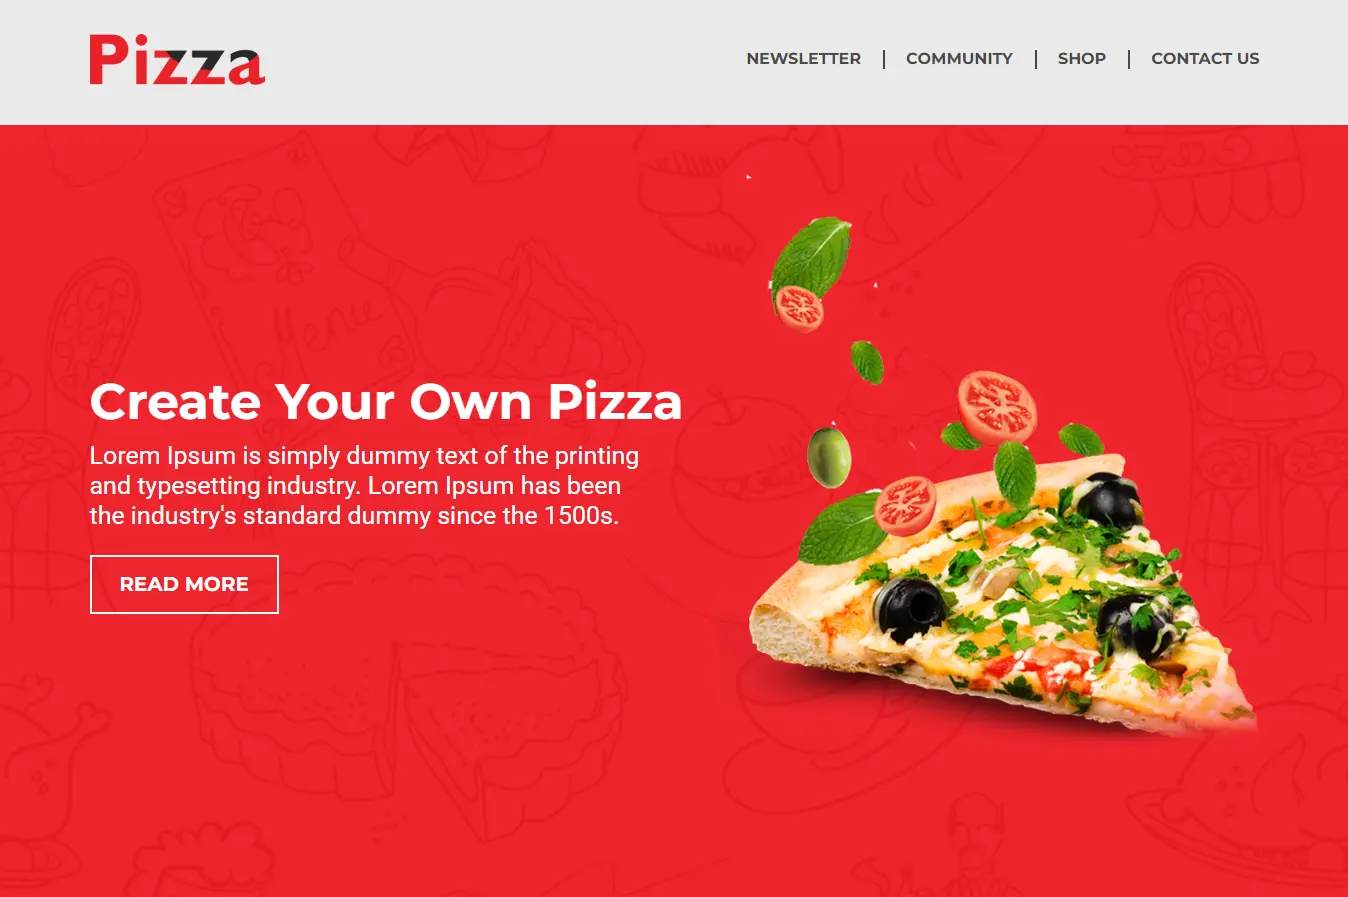 Pizza
NEWSLETTER | COMMUNITY | SHOP | CONTACT US
Menu
Create Your Own Pizza
Lorem Ipsum is simply dummy text of the printing
and typesetting industry. Lorem Ipsum has been
the industry's standard dummy since the 1500s.
READ MORE